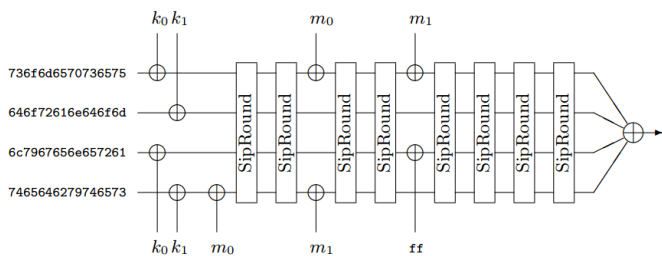 k0 k1 m0 m1
736f6d6570736575
646f72616e646f6d
6c7967656e657261
7465646279746573
SipRound SipRound SipRound SipRound SipRound SipRound SipRound SipRound
k0 k1 m0 m1 ff